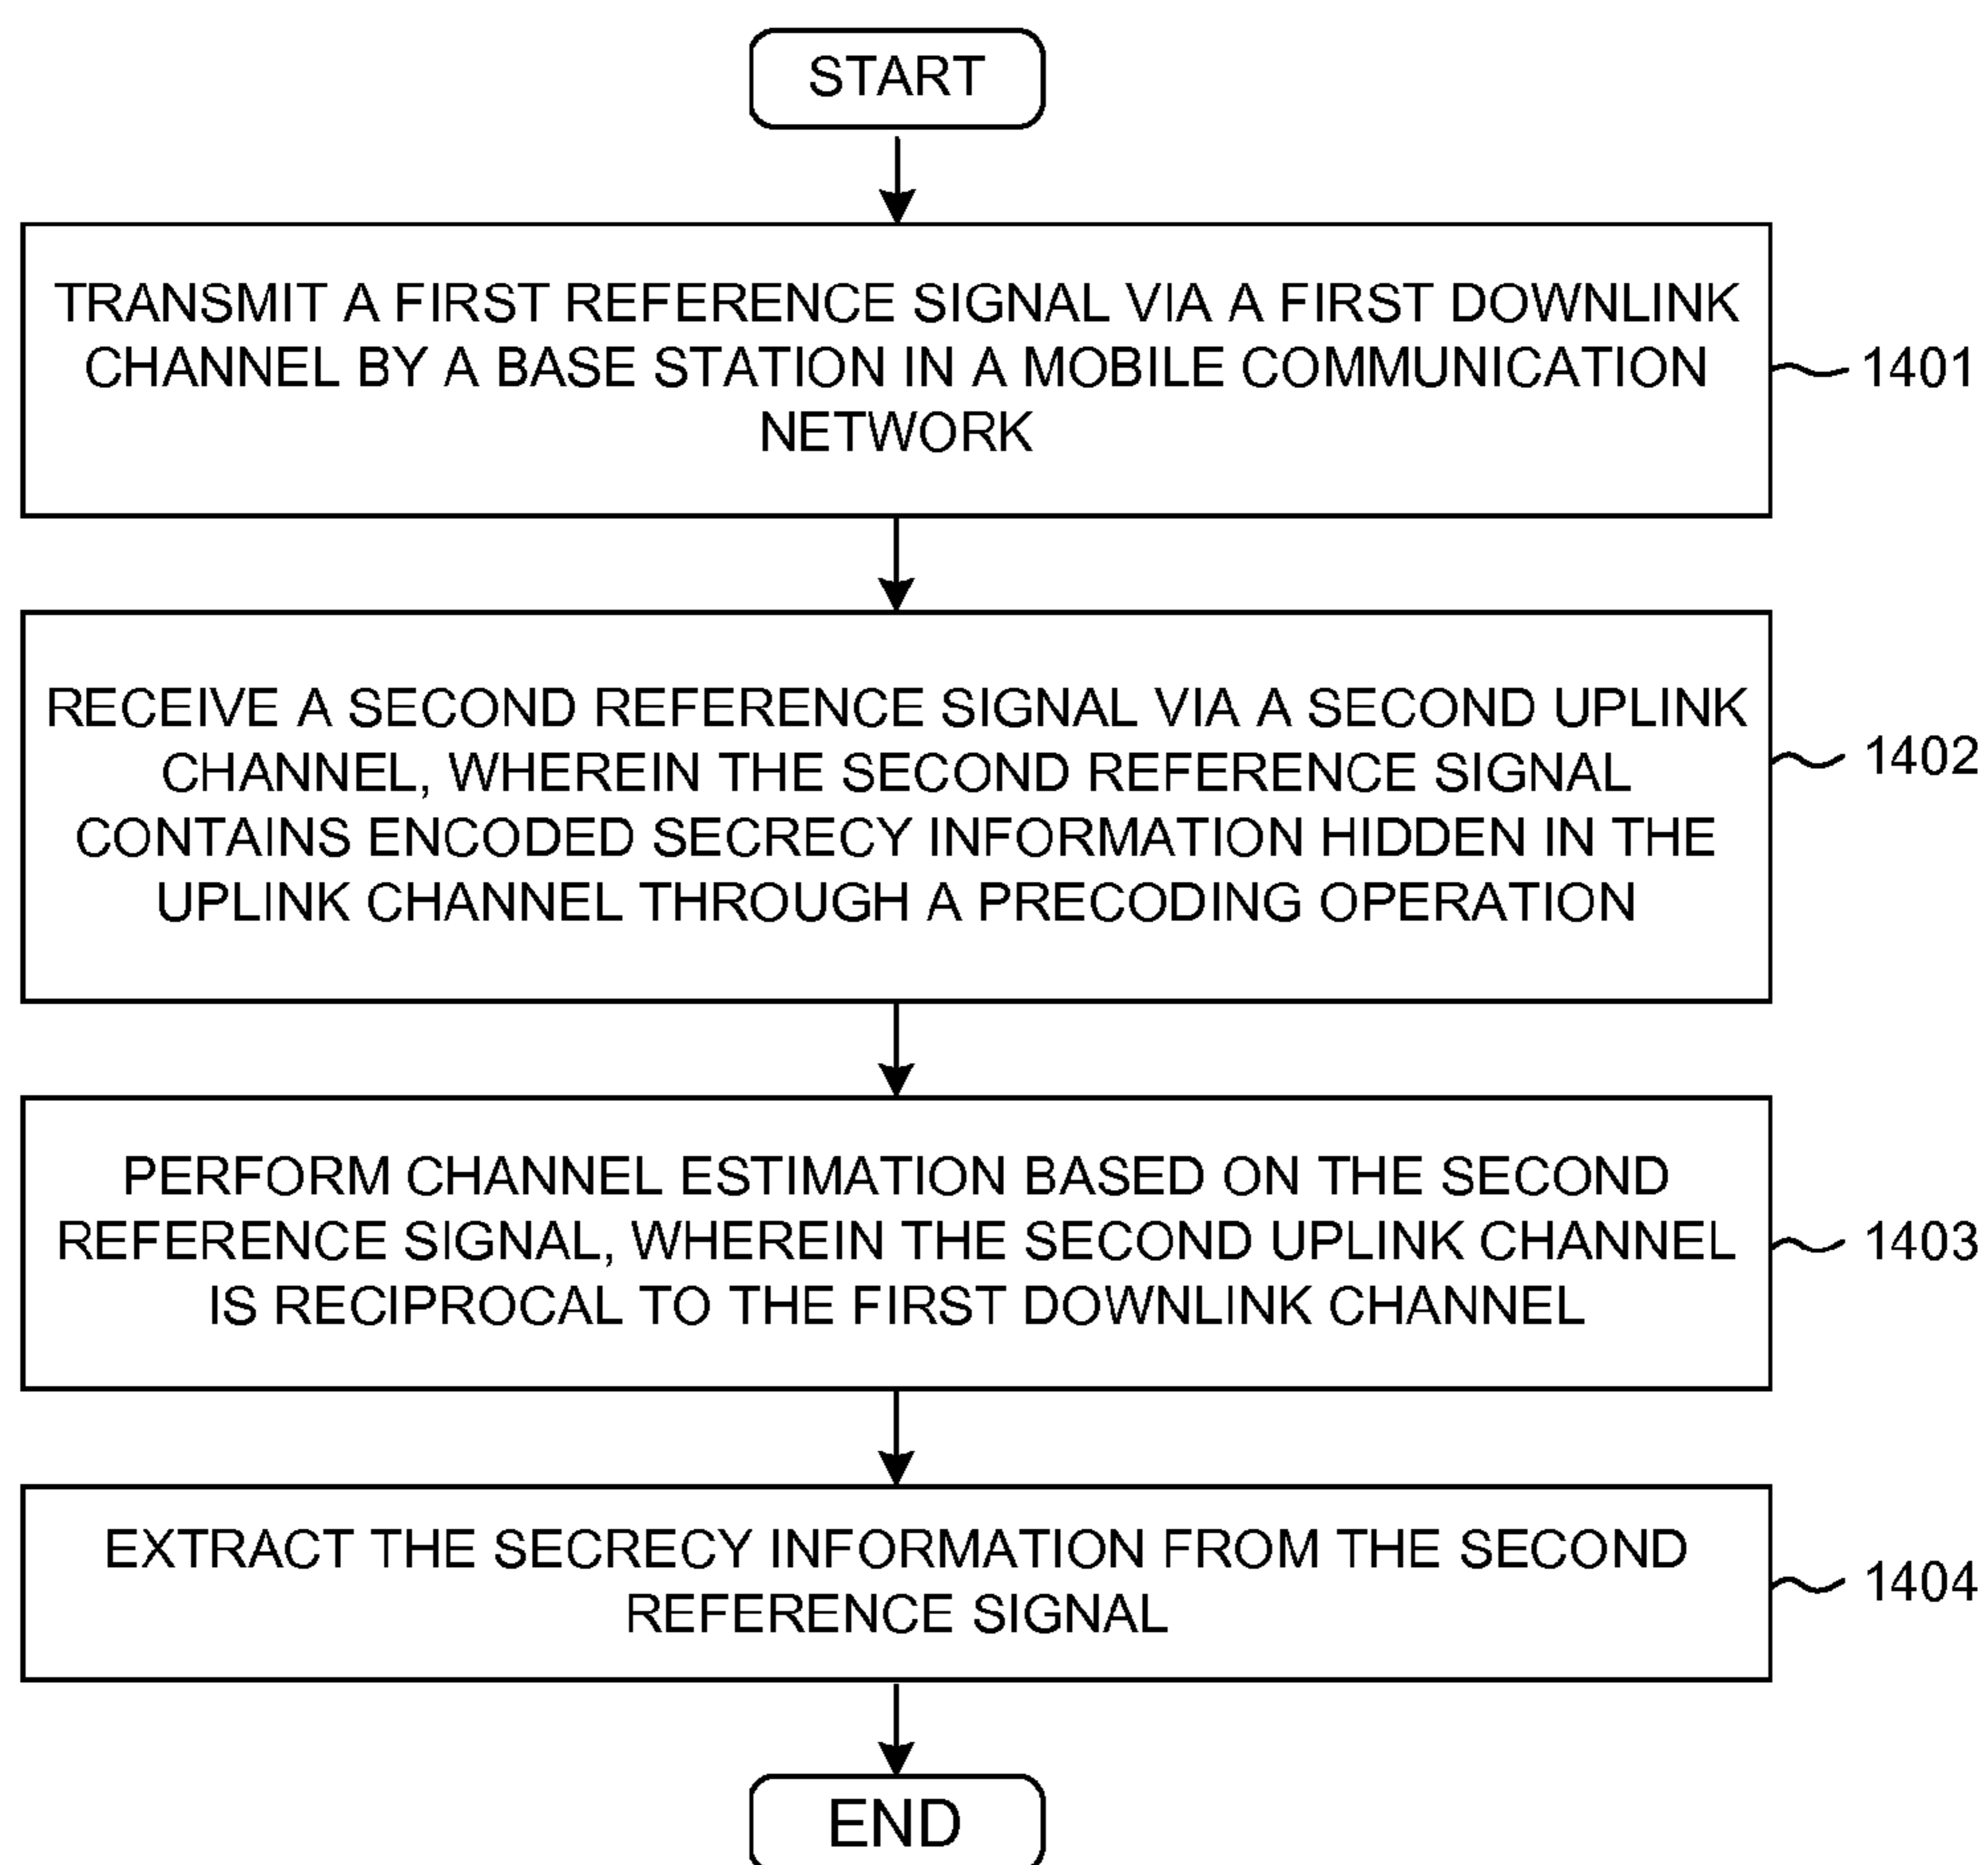 START
TRANSMIT A FIRST REFERENCE SIGNAL VIA A FIRST DOWNLINK
CHANNEL BY A BASE STATION IN A MOBILE COMMUNICATION
NETWORK
1401
RECEIVE A SECOND REFERENCE SIGNAL VIA A SECOND UPLINK
CHANNEL, WHEREIN THE SECOND REFERENCE SIGNAL
CONTAINS ENCODED SECRECY INFORMATION HIDDEN IN THE
UPLINK CHANNEL THROUGH A PRECODING OPERATION
1402
PERFORM CHANNEL ESTIMATION BASED ON THE SECOND
REFERENCE SIGNAL, WHEREIN THE SECOND UPLINK CHANNEL
IS RECIPROCAL TO THE FIRST DOWNLINK CHANNEL
1403
EXTRACT THE SECRECY INFORMATION FROM THE SECOND
REFERENCE SIGNAL
1404
END